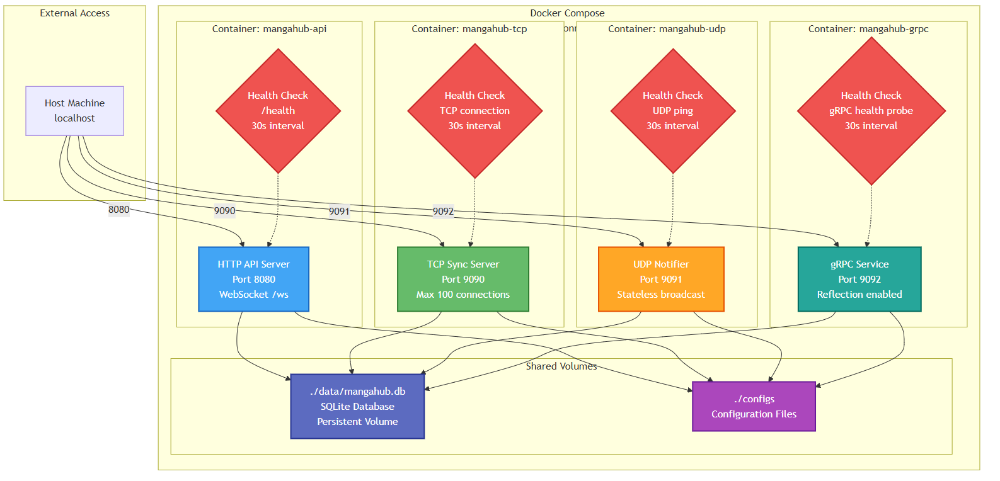 External Access
Docker Compose
Container: mangahub-api
Container: mangahub-tcp
Container: mangahub-udp
Container: mangahub-grpc
Host Machine
localhost
Health Check
/health
30s interval
Health Check
TCP connection
30s interval
Health Check
UDP ping
30s interval
Health Check
gRPC health probe
30s interval
8080
9090
9091
9092
HTTP API Server
Port 8080
WebSocket /ws
TCP Sync Server
Port 9090
Max 100 connections
UDP Notifier
Port 9091
Stateless broadcast
gRPC Service
Port 9092
Reflection enabled
Shared Volumes
./data/mangahub.db
SQLite Database
Persistent Volume
./configs
Configuration Files